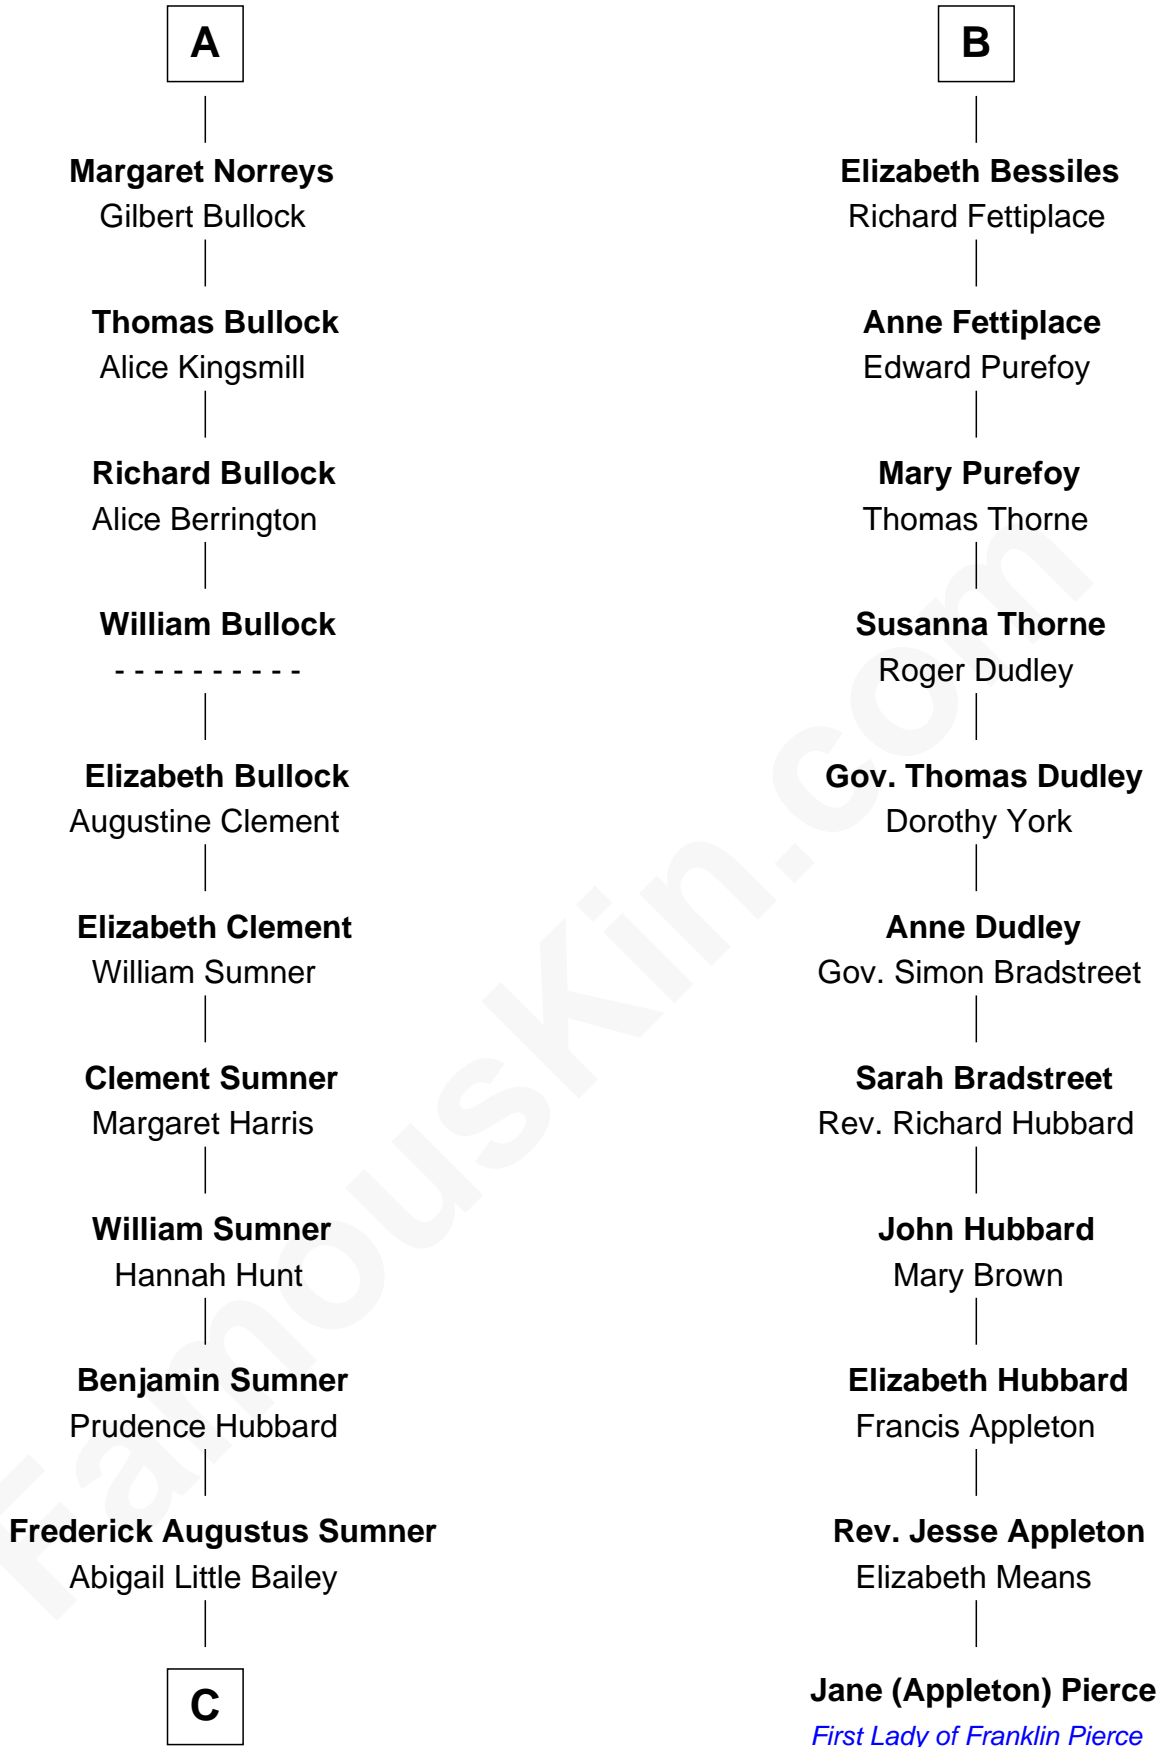 A
Margaret Norreys
Gilbert Bullock
Thomas Bullock
Alice Kingsmill
Richard Bullock
Alice Berrington
William Bullock
- - - - - - - - - -
Elizabeth Bullock
Augustine Clement
Elizabeth Clement
William Sumner
Clement Sumner
Margaret Harris
William Sumner
Hannah Hunt
Benjamin Sumner
Prudence Hubbard
Frederick Augustus Sumner
Abigail Little Bailey
C
B
Elizabeth Bessiles
Richard Fettiplace
Anne Fettiplace
Edward Purefoy
Mary Purefoy
Thomas Thorne
Susanna Thorne
Roger Dudley
Gov. Thomas Dudley
Dorothy York
Anne Dudley
Gov. Simon Bradstreet
Sarah Bradstreet
Rev. Richard Hubbard
John Hubbard
Mary Brown
Elizabeth Hubbard
Francis Appleton
Rev. Jesse Appleton
Elizabeth Means
Jane (Appleton) Pierce
First Lady of Franklin Pierce
FamousKin.com